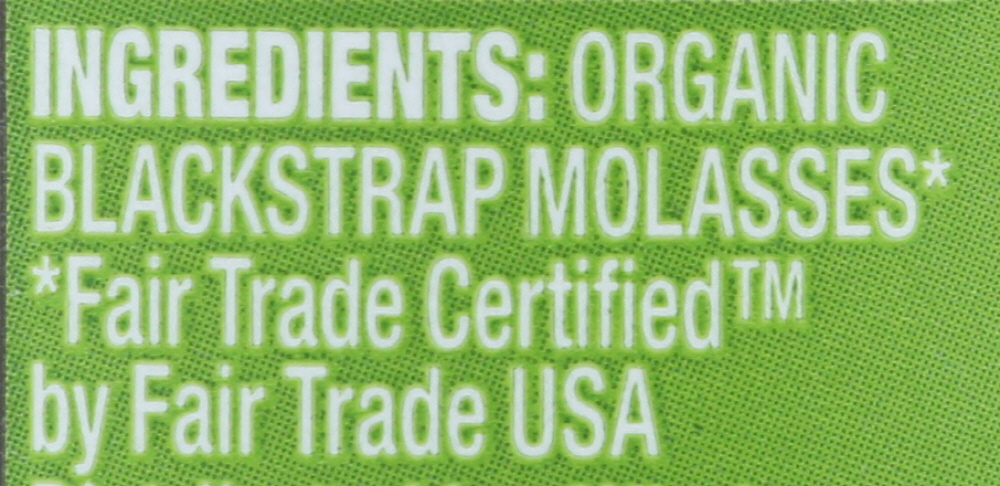 INGREDIENTS: ORGANIC
BLACKSTRAP MOLASSES*
*Fair Trade Certified™
by Fair Trade USA